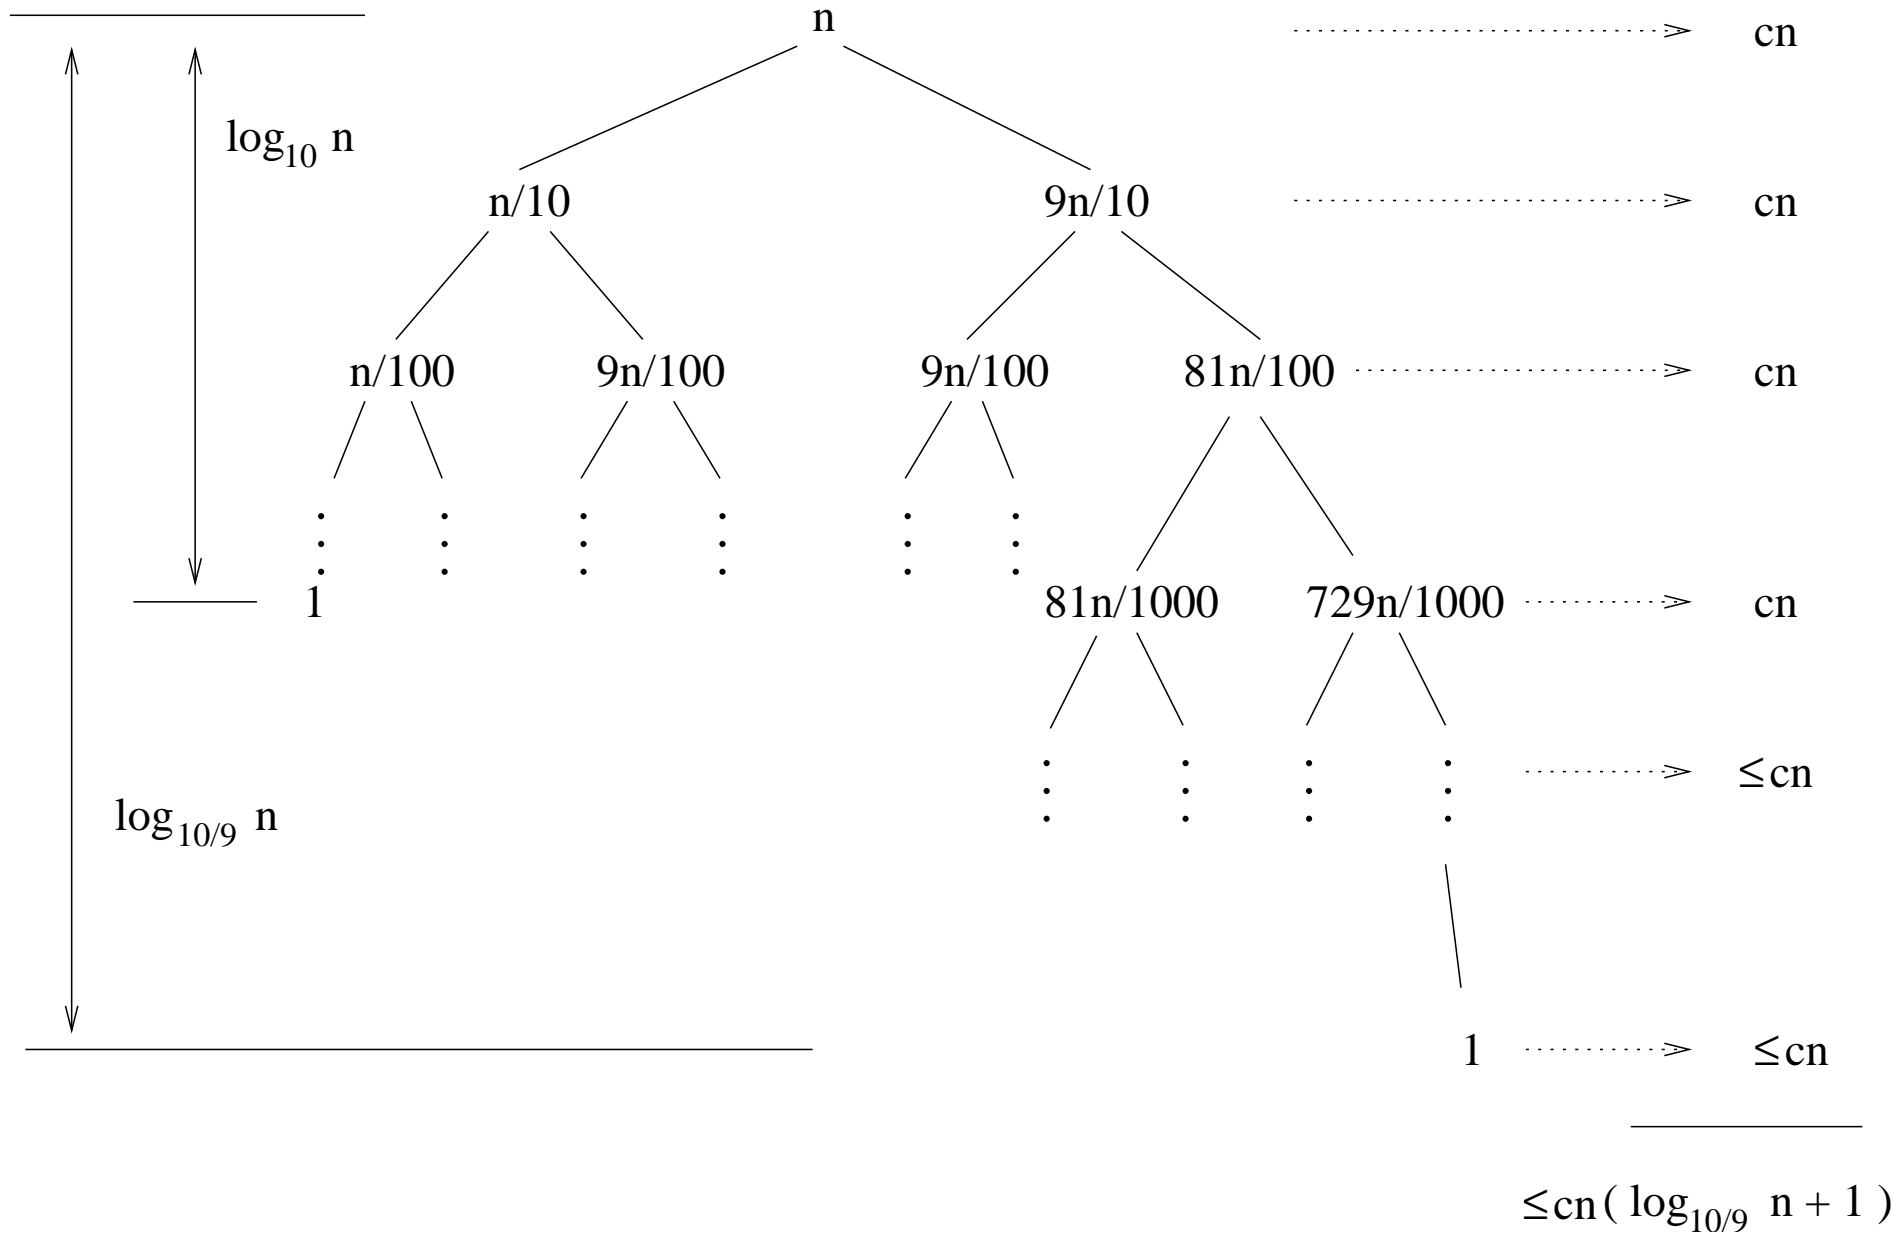 n cn
log₁₀ n
n/10 9n/10 cn
n/100 9n/100 9n/100 81n/100 cn
1 81n/1000 729n/1000 cn
≤cn
log₁₀/₉ n
1 ≤cn
≤cn ( log₁₀/₉ n + 1 )